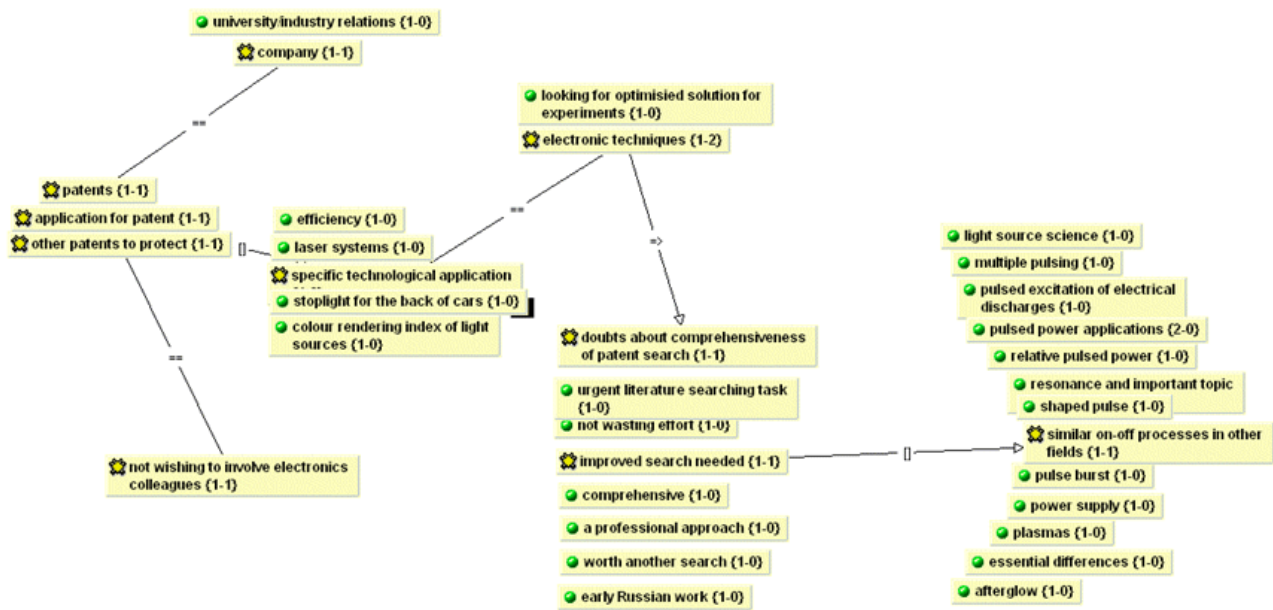 university/industry relations {1-0}
company {1-1}
==
looking for optimisied solution for
experiments {1-0}
electronic techniques {1-2}
patents {1-1}
application for patent {1-1}
other patents to protect {1-1}
[]
==
=>
efficiency {1-0}
laser systems {1-0}
specific technological application
stoplight for the back of cars {1-0}
colour rendering index of light
sources {1-0}
==
not wishing to involve electronics
colleagues {1-1}
doubts about comprehensiveness
of patent search {1-1}
urgent literature searching task
{1-0}
not wasting effort {1-0}
improved search needed {1-1}
[]
comprehensive {1-0}
a professional approach {1-0}
worth another search {1-0}
early Russian work {1-0}
light source science {1-0}
multiple pulsing {1-0}
pulsed excitation of electrical
discharges {1-0}
pulsed power applications {2-0}
relative pulsed power {1-0}
resonance and important topic
shaped pulse {1-0}
similar on-off processes in other
fields {1-1}
pulse burst {1-0}
power supply {1-0}
plasmas {1-0}
essential differences {1-0}
afterglow {1-0}